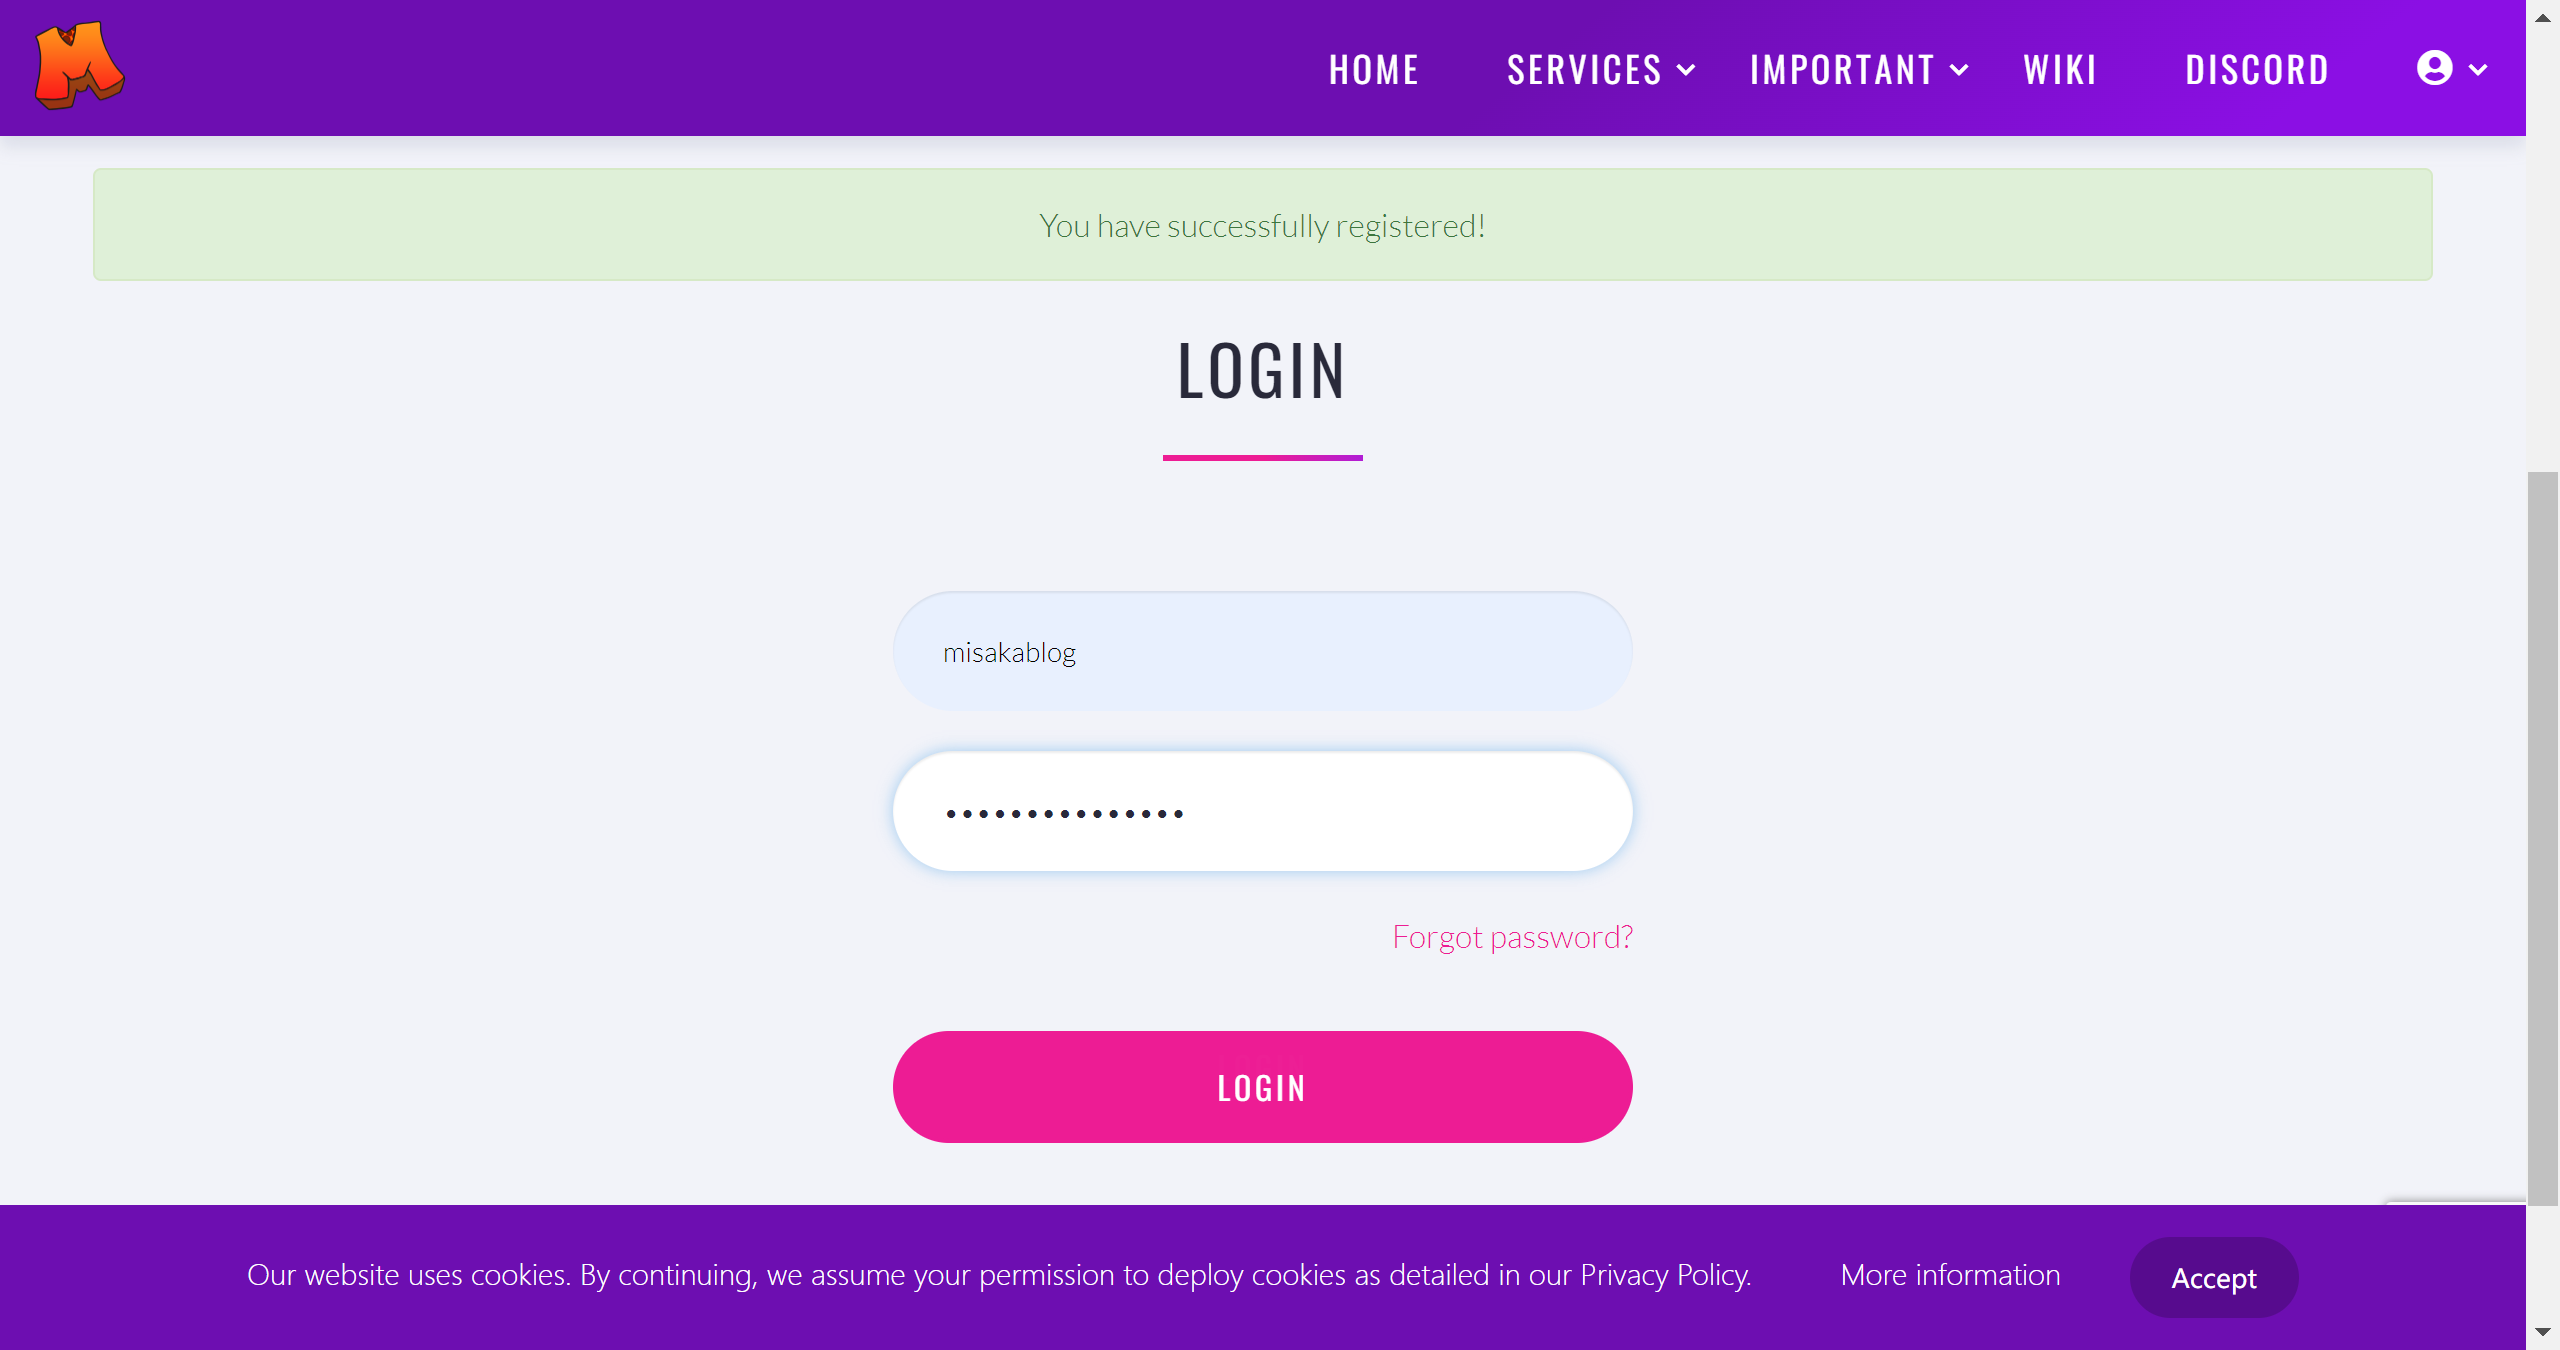 M
HOME SERVICES IMPORTANT WIKI DISCORD
You have successfully registered!
LOGIN
misakablog
•••••••••••••••
Forgot password?
LOGIN
Our website uses cookies. By continuing, we assume your permission to deploy cookies as detailed in our Privacy Policy. More information Accept